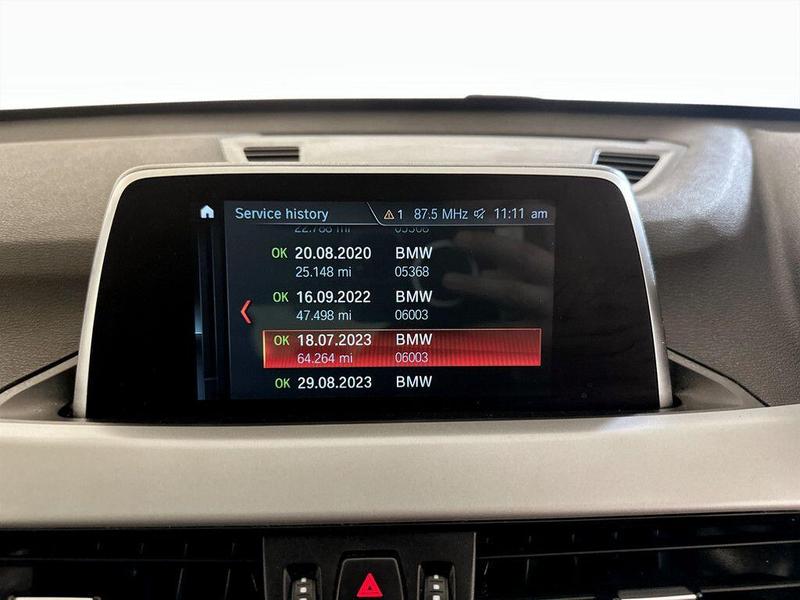 Service history 1 87.5 MHz 11:11 am
OK 20.08.2020 BMW
25.148 mi 05368
OK 16.09.2022 BMW
47.498 mi 06003
OK 18.07.2023 BMW
64.264 mi 06003
OK 29.08.2023 BMW